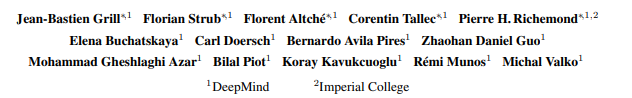 Jean-Bastien Grill*,1 Florian Strub*,1 Florent Altché*,1 Corentin Tallec*,1 Pierre H. Richemond*,1,2
Elena Buchatskaya1 Carl Doersch1 Bernardo Avila Pires1 Zhaohan Daniel Guo1
Mohammad Gheshlaghi Azar1 Bilal Piot1 Koray Kavukcuoglu1 Rémi Munos1 Michal Valko1
1DeepMind 2Imperial College